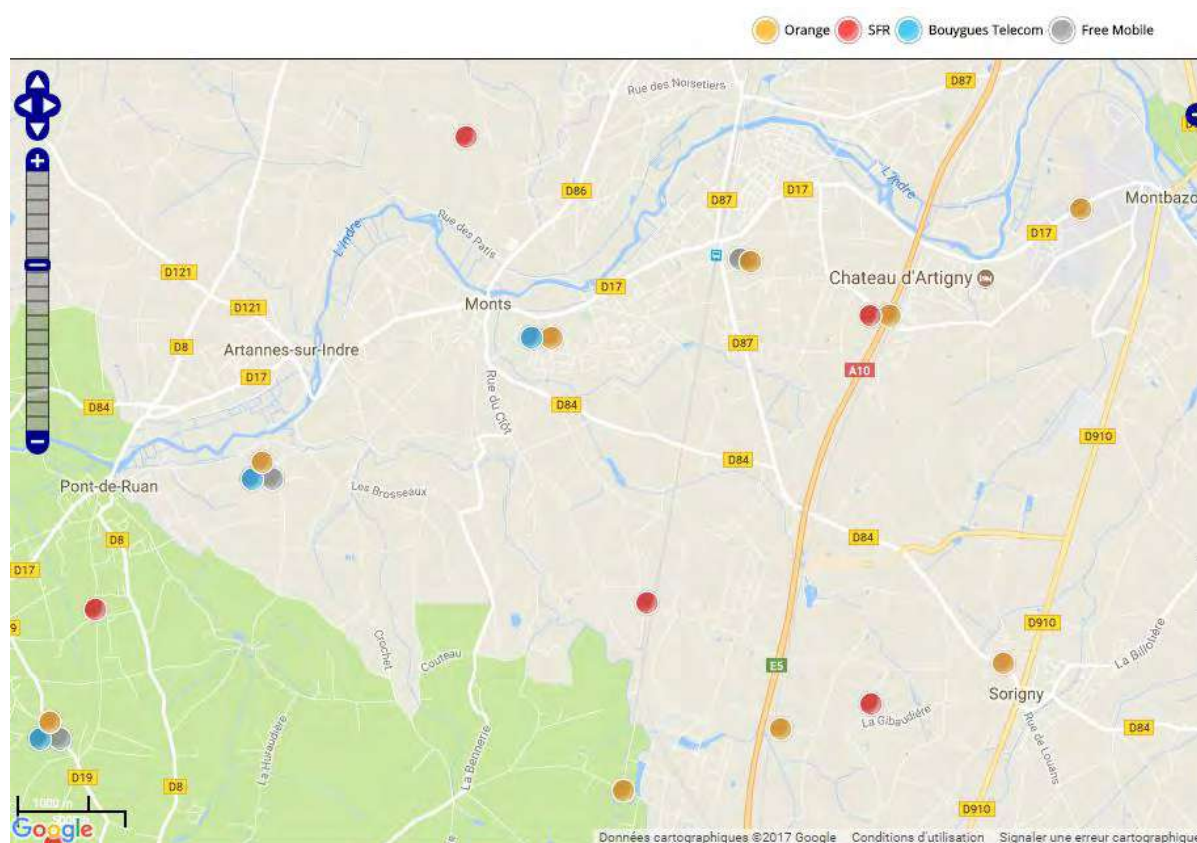 Orange SFR Bouygues Telecom Free Mobile
D87
Rue des Noisetiers
D86
D87
D17
L'Indre
Montbazo
Rue des Patis
L'Indre
D17
D121
Chateau d'Artigny
D17
Monts
D121
D8
Artannes-sur-Indre
D87
D17
A10
Rue du Clôt
D84
D84
D910
D84
Pont-de-Ruan
Les Brosseaux
D8
D84
D17
D910
La Billotière
9
Crochet
Couteau
E5
Sorigny
La Gibaudière
La Huraudière
La Bennerie
Rue de Louans
D84
D19
D8
1000 m
D910
Google
Données cartographiques ©2017 Google Conditions d'utilisation Signaler une erreur cartographique